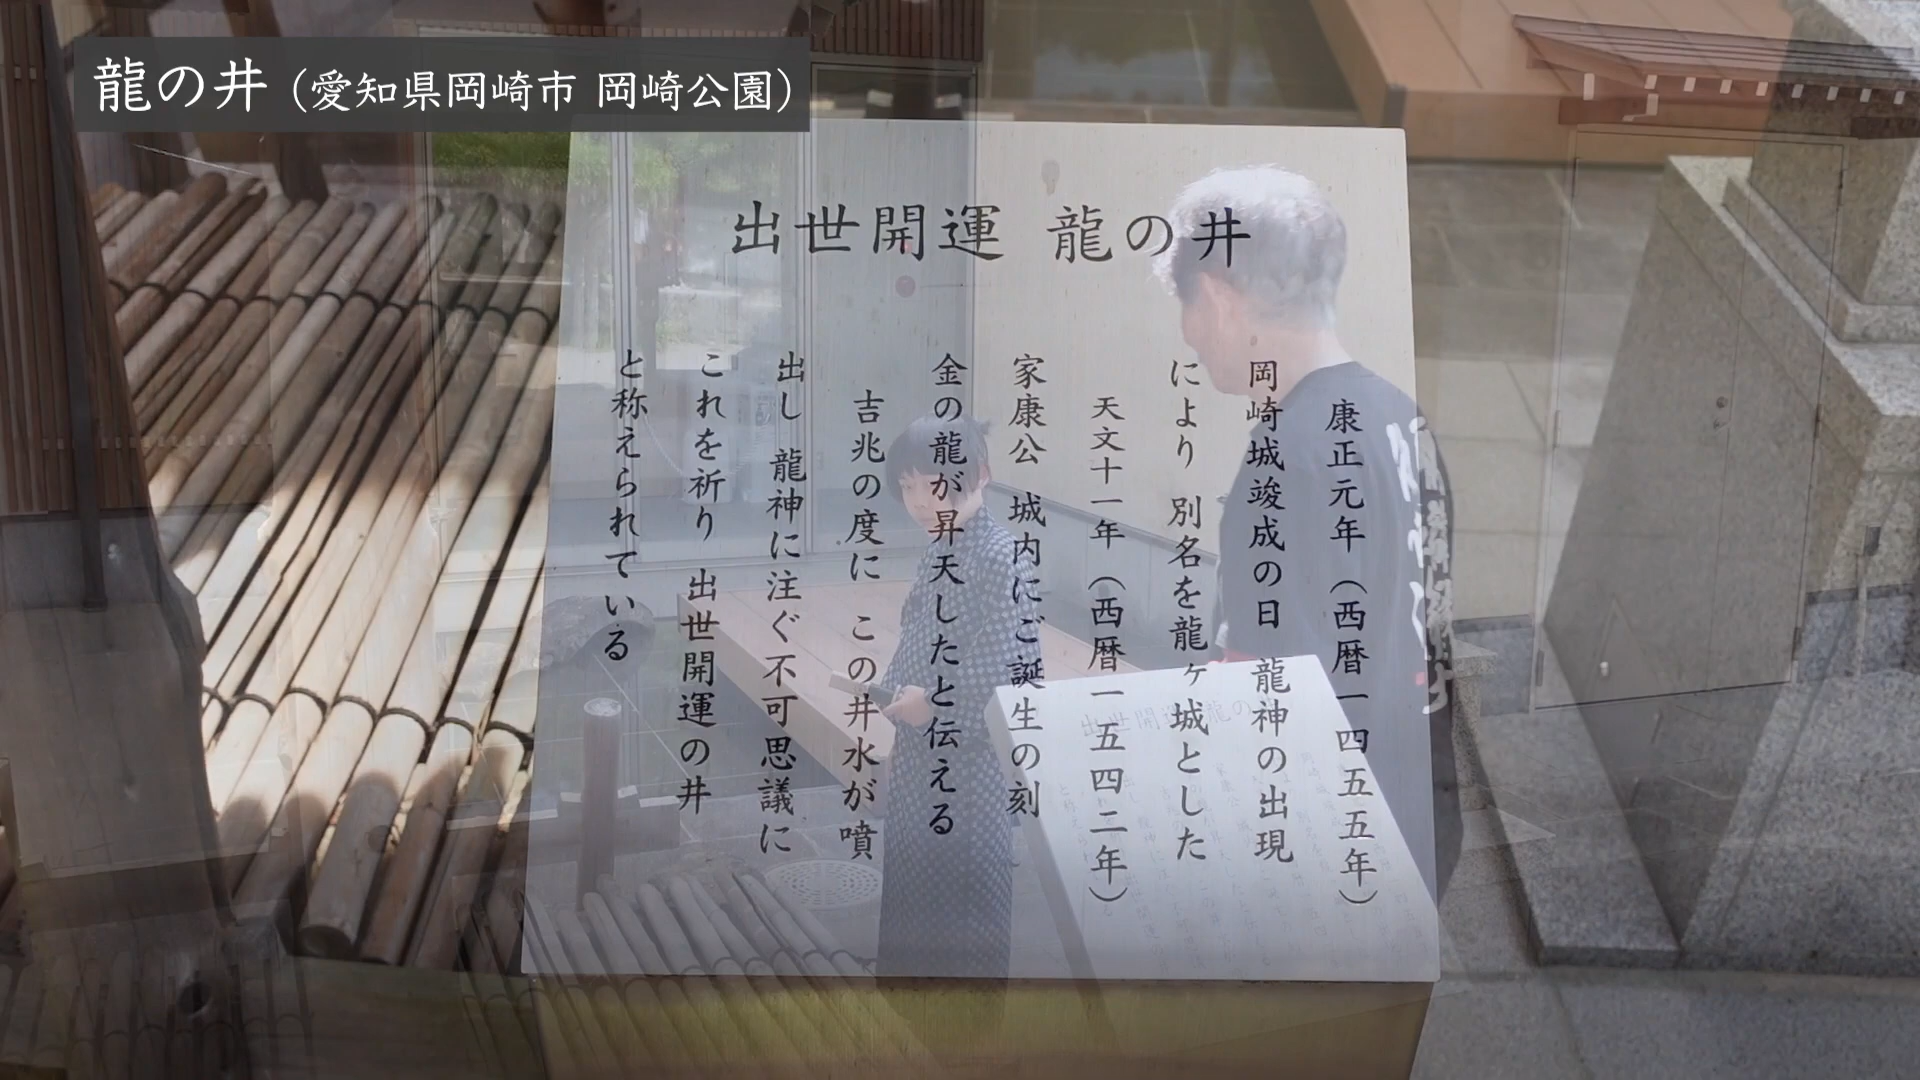 龍の井（愛知県岡崎市 岡崎公園）
出世開運 龍の井
康正元年（西暦一四五五年）
岡崎城竣成の日 龍神の出現
により 別名を龍ヶ城とした
天文十一年（西暦一五四二年）
家康公 城内にご誕生の刻
金の龍が昇天したと伝える
吉兆の度に この井水が噴
出し 龍神に注ぐ不可思議に
これを祈り 出世開運の井
と称えられている
出世開運 龍の